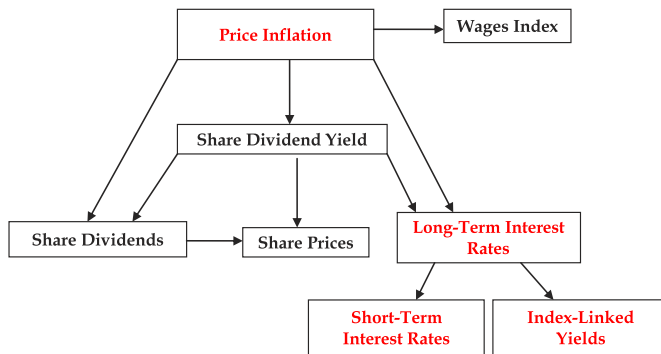 Price Inflation
Wages Index
Share Dividend Yield
Share Dividends
Share Prices
Long-Term Interest
Rates
Short-Term
Interest Rates
Index-Linked
Yields